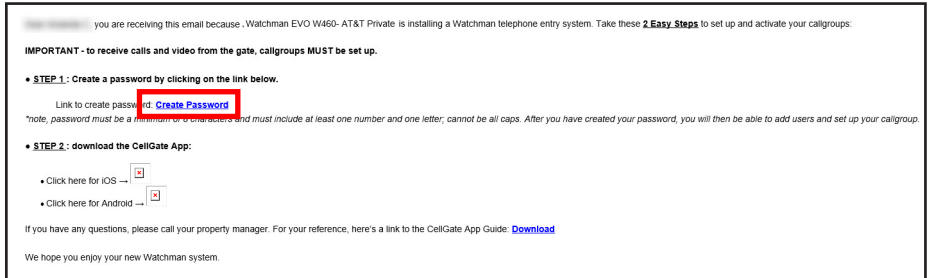 you are receiving this email because , Watchman EVO W460- AT&T Private is installing a Watchman telephone entry system. Take these 2 Easy Steps to set up and activate your callgroups:
IMPORTANT - to receive calls and video from the gate, callgroups MUST be set up.
● STEP 1 : Create a password by clicking on the link below.
Link to create password: Create Password
*note, password must be a minimum of characters and must include at least one number and one letter; cannot be all caps. After you have created your password, you will then be able to add users and set up your callgroup.
● STEP 2 : download the CellGate App:
• Click here for iOS →
• Click here for Android →
If you have any questions, please call your property manager. For your reference, here's a link to the CellGate App Guide: Download
We hope you enjoy your new Watchman system.